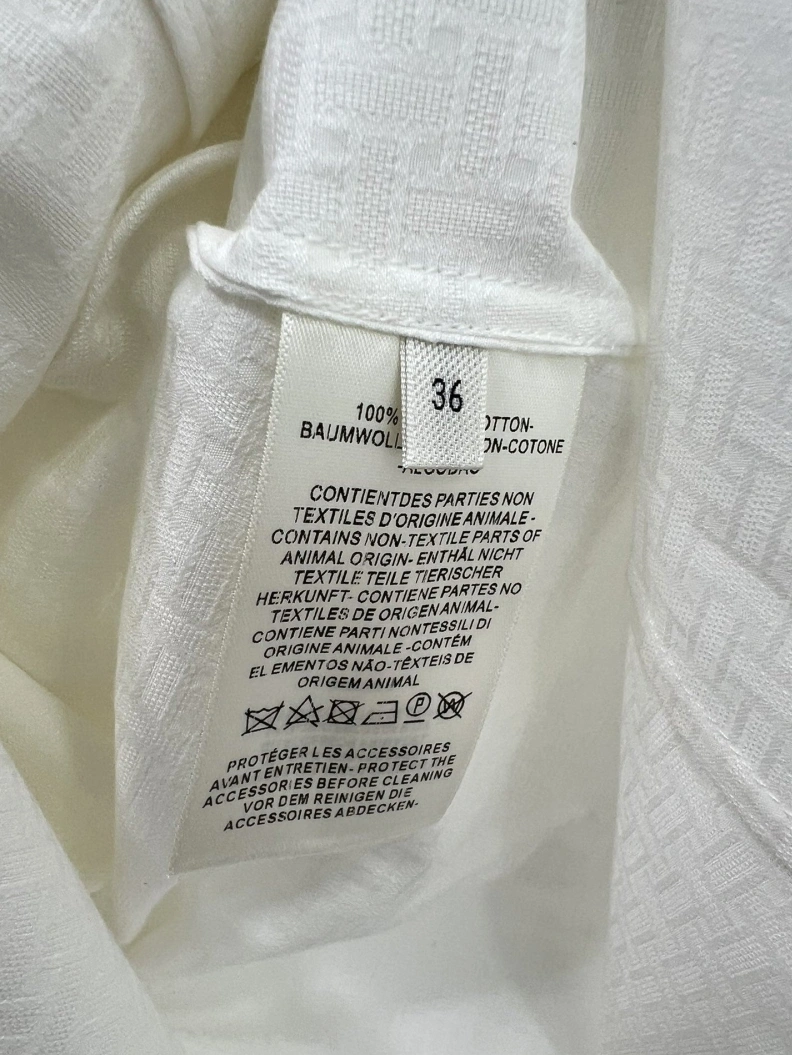 36
100% OTTON-
BAUMWOLL ON-COTONE
-ALGODAO
CONTIENTDES PARTIES NON
TEXTILES D'ORIGINE ANIMALE-
CONTAINS NON-TEXTILE PARTS OF
ANIMAL ORIGIN- ENTHÄL NICHT
TEXTILE TEILE TIERISCHER
HERKUNFT- CONTIENE PARTES NO
TEXTILES DE ORIGEN ANIMAL-
CONTIENE PARTI NONTESSILI DI
ORIGINE ANIMALE -CONTÉM
EL EMENTOS NÃO-TÊXTEIS DE
ORIGEM ANIMAL
P W
PROTÉGER LES ACCESSOIRES
AVANT ENTRETIEN- PROTECT THE
ACCESSORIES BEFORE CLEANING
VOR DEM REINIGEN DIE
ACCESSOIRES ABDECKEN-